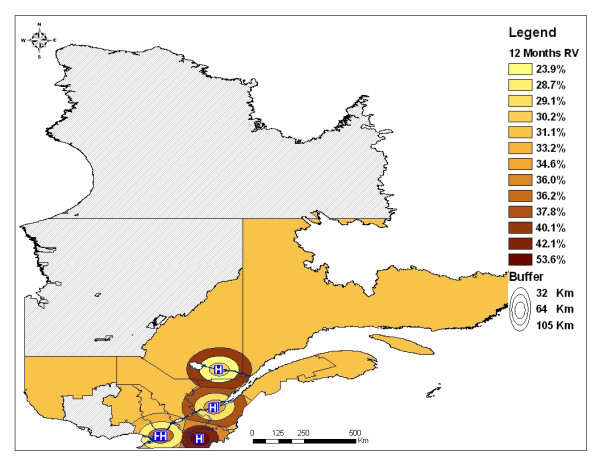 N
W E
S
Legend
12 Months RV
23.9%
28.7%
29.1%
30.2%
31.1%
33.2%
34.6%
36.0%
36.2%
37.8%
40.1%
42.1%
53.6%
Buffer
32 Km
64 Km
105 Km
H
H
HH
H
0 125 250 500
Km